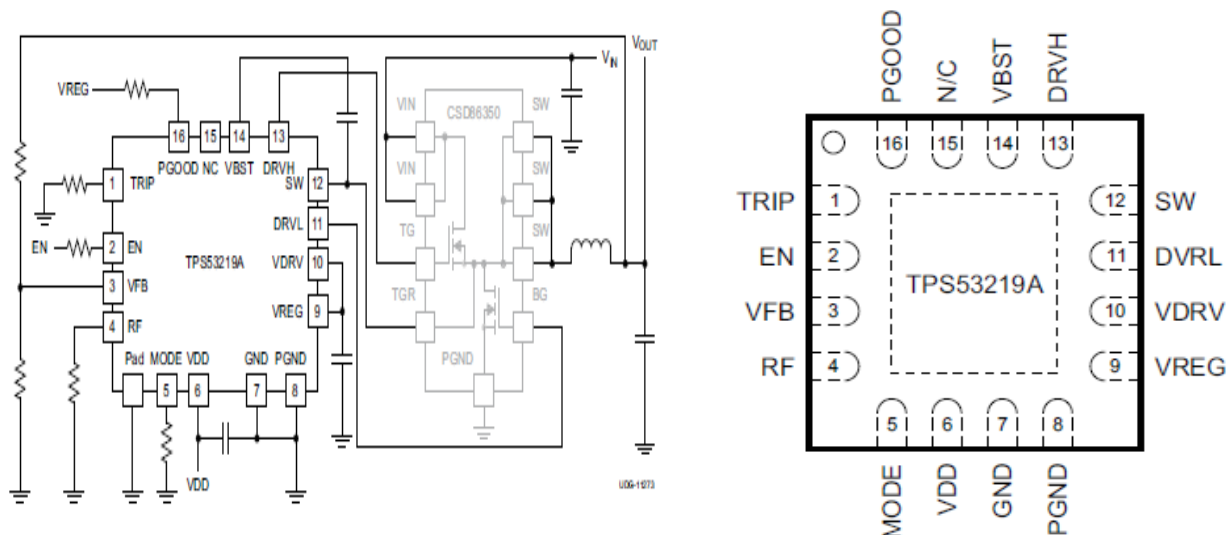 VOUT
VIN
VREG
CSD86350
VIN
SW
16 15 14 13
PGOOD NC VBST DRVH
VIN
SW
1 TRIP
SW 12
DRVL 11
TG
SW
EN 2 EN
TPS53219A
VDRV 10
3 VFB
TGR
BG
VREG 9
4 RF
PGND
Pad MODE VDD GND PGND
5 6 7 8
VDD
UDG-11273
PGOOD
N/C
VBST
DRVH
16 15 14 13
TRIP 1
12 SW
EN 2
11 DVRL
TPS53219A
VFB 3
10 VDRV
RF 4
9 VREG
5 6 7 8
MODE
VDD
GND
PGND